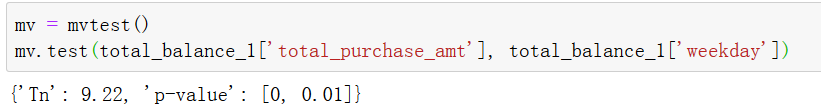 mv = mvtest()
mv.test(total_balance_1['total_purchase_amt'], total_balance_1['weekday'])
{'Tn': 9.22, 'p-value': [0, 0.01]}